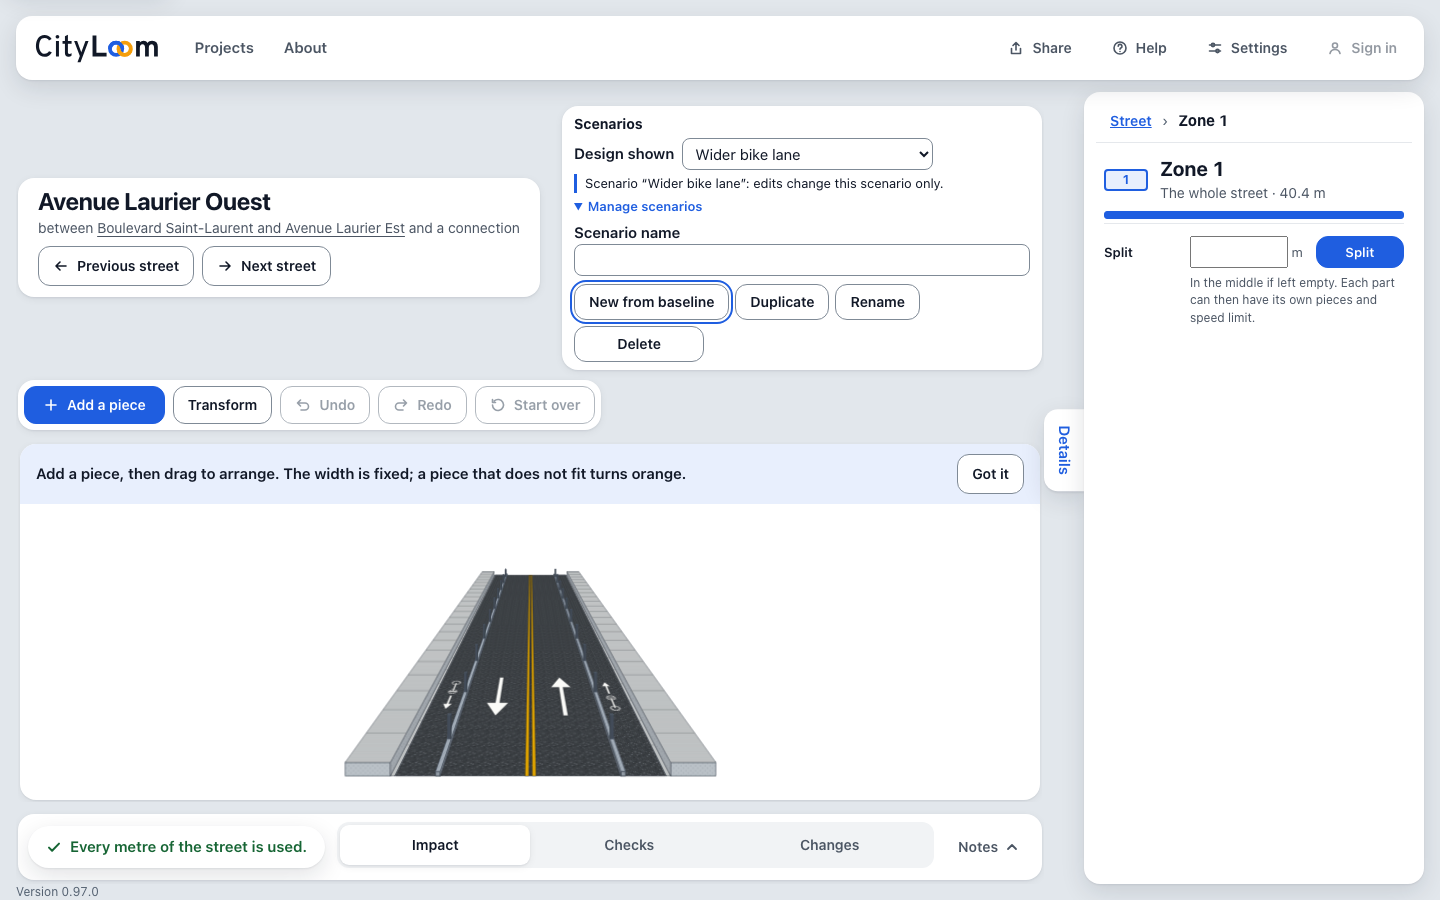 CityLoom
Projects
About
Share
Help
Settings
Sign in
Avenue Laurier Ouest
between Boulevard Saint-Laurent and Avenue Laurier Est and a connection
Previous street
Next street
Scenarios
Design shown
Wider bike lane
Scenario “Wider bike lane”: edits change this scenario only.
Manage scenarios
Scenario name
New from baseline
Duplicate
Rename
Delete
Add a piece
Transform
Undo
Redo
Start over
Add a piece, then drag to arrange. The width is fixed; a piece that does not fit turns orange.
Got it
Every metre of the street is used.
Impact
Checks
Changes
Notes
Version 0.97.0
Details
Street › Zone 1
1
Zone 1
The whole street · 40.4 m
Split
m
Split
In the middle if left empty. Each part
can then have its own pieces and
speed limit.